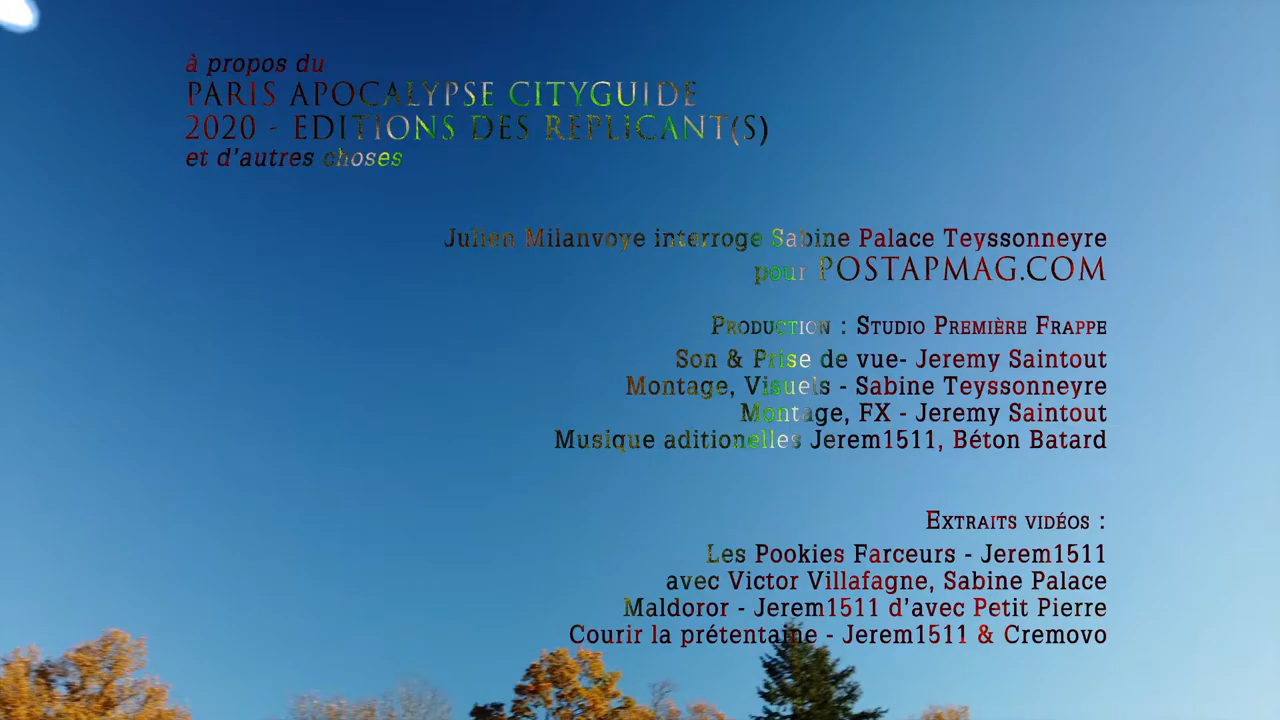 à propos du
PARIS APOCALYPSE CITYGUIDE
2020 - EDITIONS DES REPLICANT(S)
et d'autres choses
Julien Milanvoye interroge Sabine Palace Teyssonneyre
pour POSTAPMAG.COM
Production : Studio Première Frappe
Son & Prise de vue- Jeremy Saintout
Montage, Visuels - Sabine Teyssonneyre
Montage, FX - Jeremy Saintout
Musique aditionelles Jerem1511, Béton Batard
Extraits vidéos :
Les Pookies Farceurs - Jerem1511
avec Victor Villafagne, Sabine Palace
Maldoror - Jerem1511 d'avec Petit Pierre
Courir la prétentaine - Jerem1511 & Cremovo